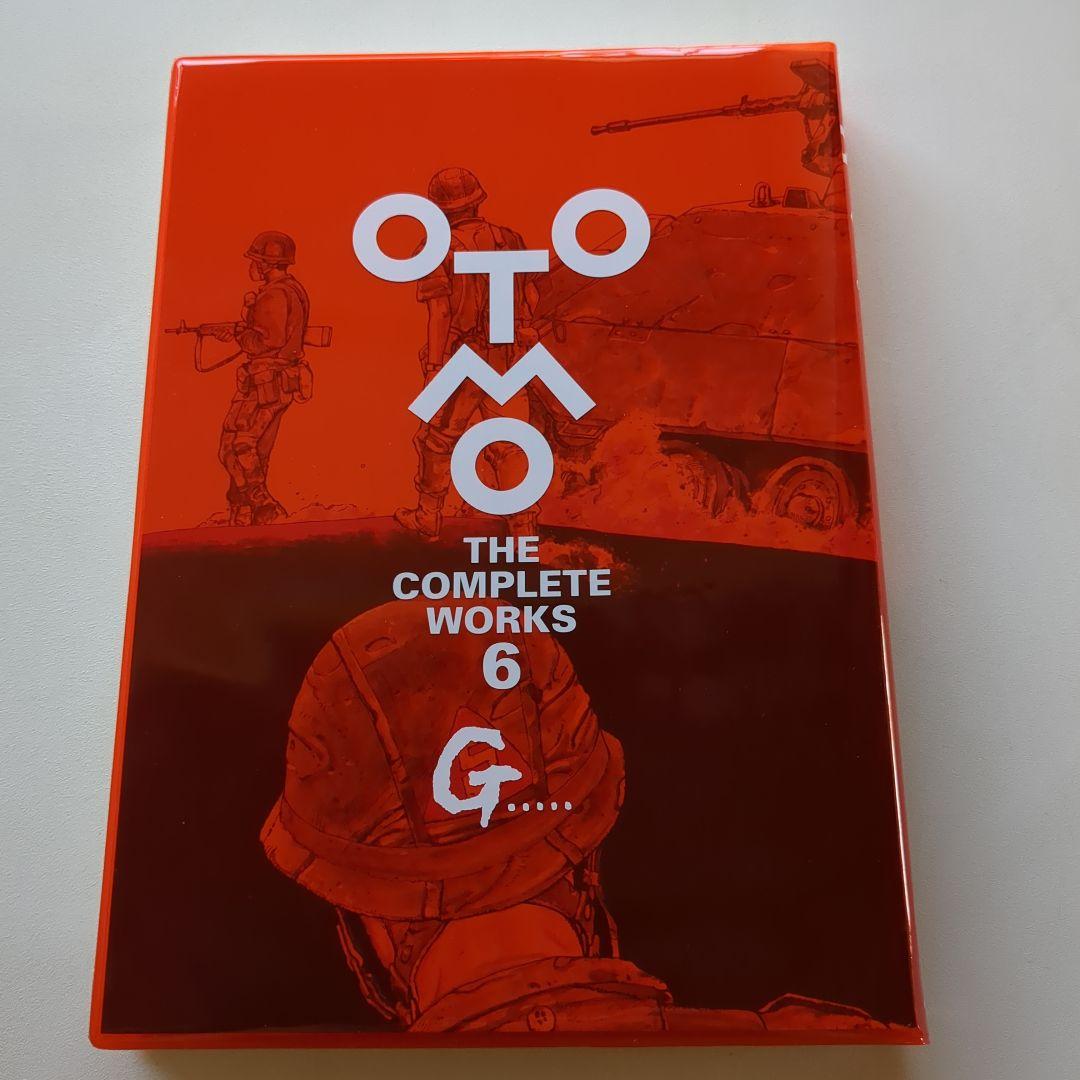 OTOMO
THE
COMPLETE
WORKS
6
G.....